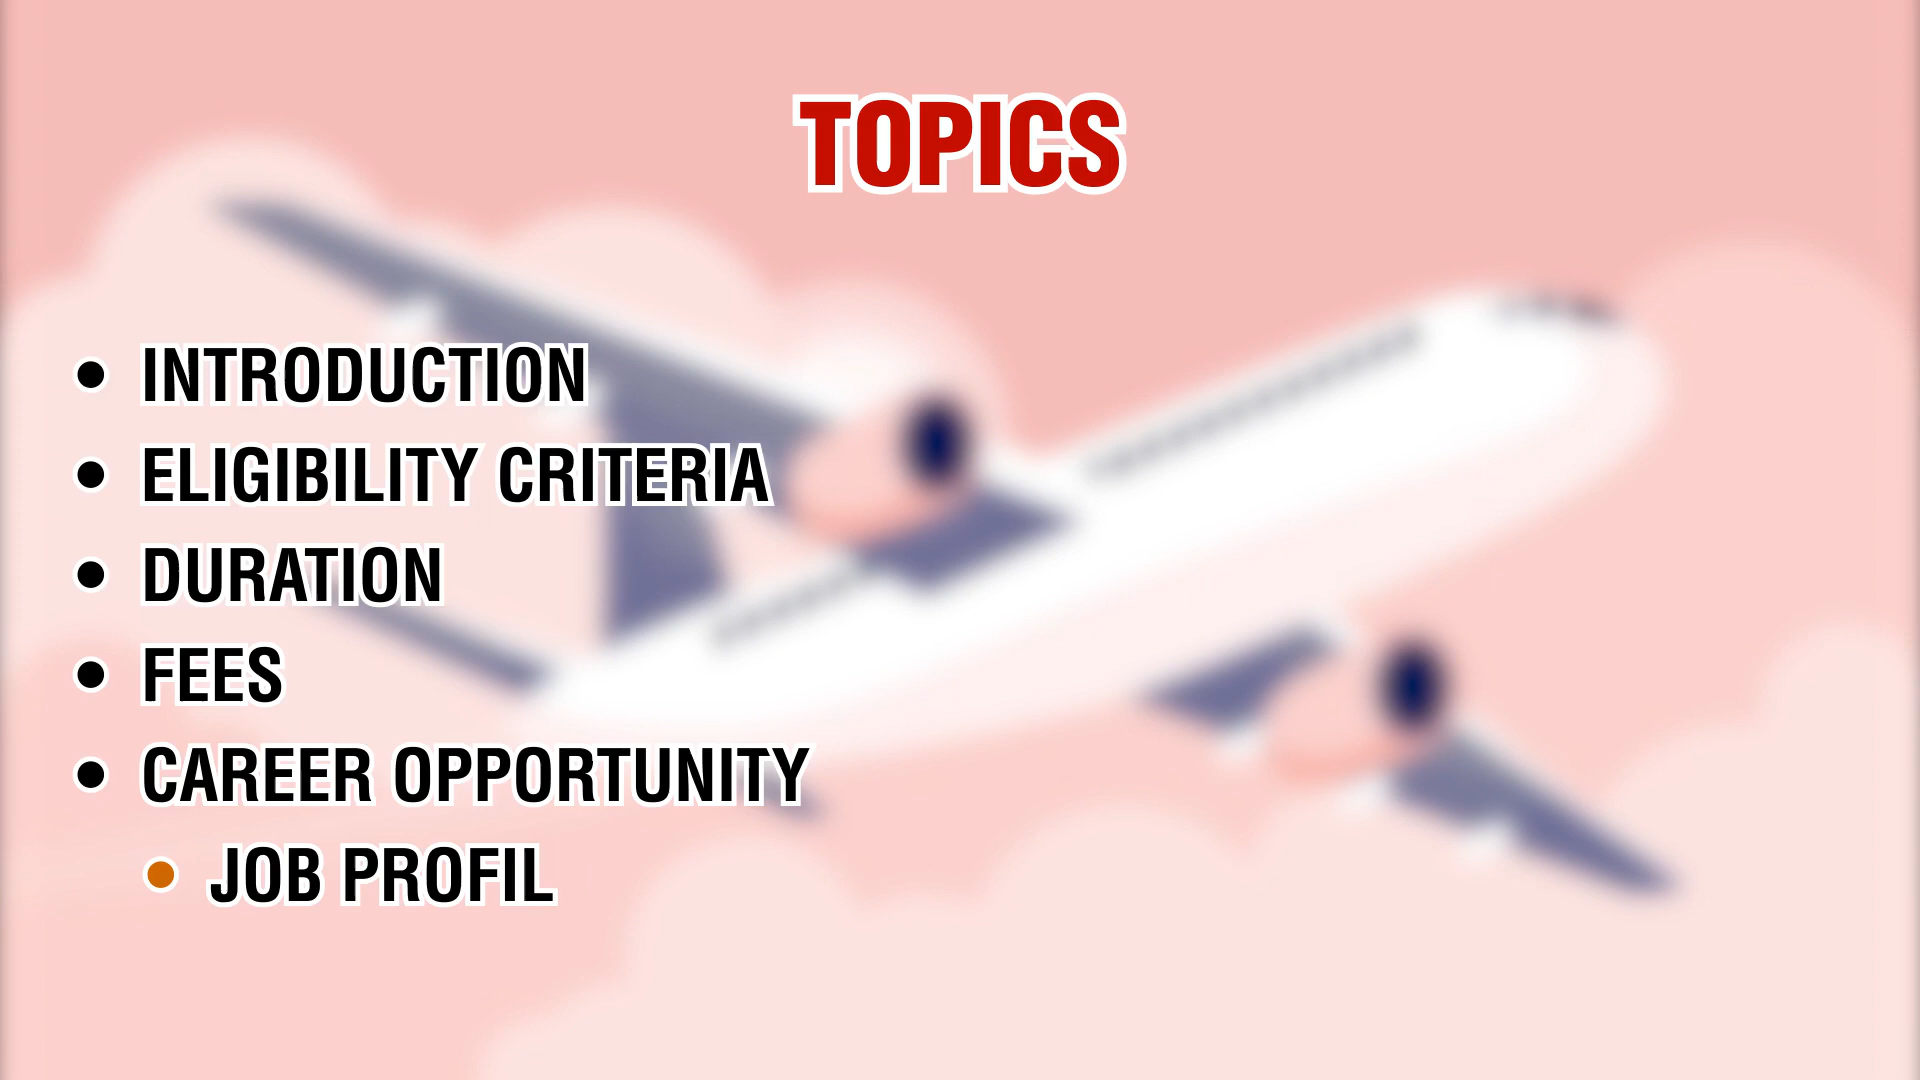 TOPICS
• INTRODUCTION
• ELIGIBILITY CRITERIA
• DURATION
• FEES
• CAREER OPPORTUNITY
• JOB PROFIL